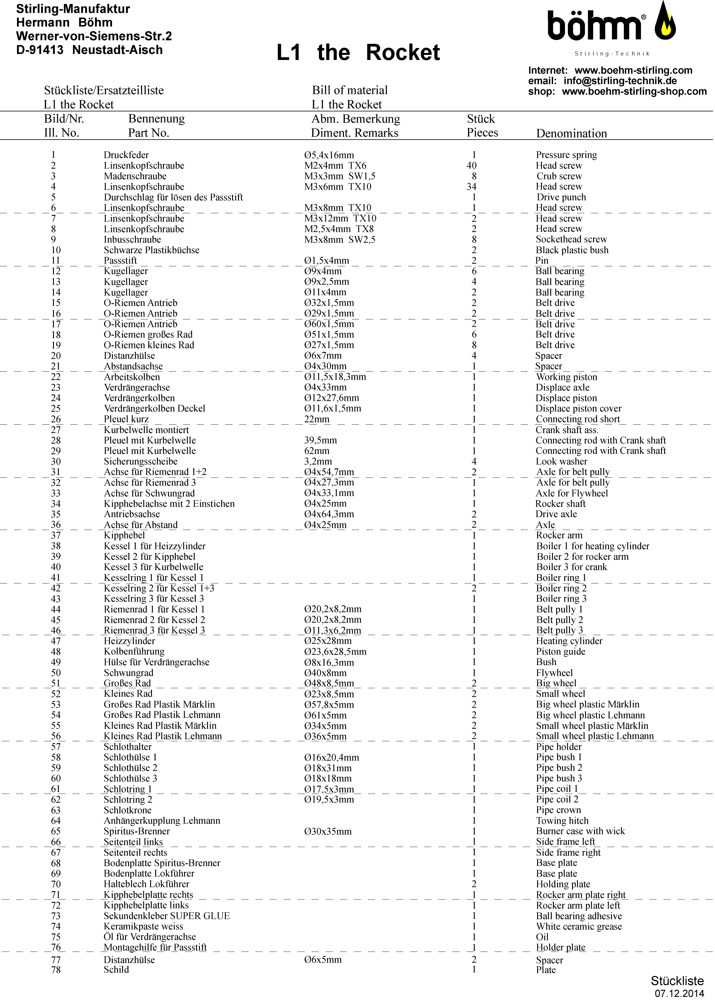 Stirling-Manufaktur
Hermann Böhm
Werner-von-Siemens-Str.2
D-91413 Neustadt-Aisch
L1 the Rocket
böhm®
Stirling-Technik
Internet: www.boehm-stirling.com
email: info@stirling-technik.de
shop: www.boehm-stirling-shop.com
Stückliste/Ersatzteilliste Bill of material
L1 the Rocket L1 the Rocket
Bild/Nr. Bennenung Abm. Bemerkung Stück
Ill. No. Part No. Diment. Remarks Pieces Denomination
1 Druckfeder Ø5,4x16mm 1 Pressure spring
2 Linsenkopfschraube M2x4mm TX6 40 Head screw
3 Madenschraube M3x3mm SW1,5 8 Crub screw
4 Linsenkopfschraube M3x6mm TX10 34 Head screw
5 Durchschlag für lösen des Passstift 1 Drive punch
6 Linsenkopfschraube M3x8mm TX10 1 Head screw
7 Linsenkopfschraube M3x12mm TX10 2 Head screw
8 Linsenkopfschraube M2,5x4mm TX8 2 Head screw
9 Inbusschraube M3x8mm SW2,5 8 Sockethead screw
10 Schwarze Plastikbüchse 2 Black plastic bush
11 Passstift Ø1,5x4mm 2 Pin
12 Kugellager Ø9x4mm 6 Ball bearing
13 Kugellager Ø9x2,5mm 4 Ball bearing
14 Kugellager Ø11x4mm 2 Ball bearing
15 O-Riemen Antrieb Ø32x1,5mm 2 Belt drive
16 O-Riemen Antrieb Ø29x1,5mm 2 Belt drive
17 O-Riemen Antrieb Ø60x1,5mm 2 Belt drive
18 O-Riemen großes Rad Ø51x1,5mm 6 Belt drive
19 O-Riemen kleines Rad Ø27x1,5mm 8 Belt drive
20 Distanzhülse Ø6x7mm 4 Spacer
21 Abstandsachse Ø4x30mm 1 Spacer
22 Arbeitskolben Ø11,5x18,3mm 1 Working piston
23 Verdrängerachse Ø4x33mm 1 Displace axle
24 Verdrängerkolben Ø12x27,6mm 1 Displace piston
25 Verdrängerkolben Deckel Ø11,6x1,5mm 1 Displace piston cover
26 Pleuel kurz 22mm 1 Connecting rod short
27 Kurbelwelle montiert 1 Crank shaft ass.
28 Pleuel mit Kurbelwelle 39,5mm 1 Connecting rod with Crank shaft
29 Pleuel mit Kurbelwelle 62mm 1 Connecting rod with Crank shaft
30 Sicherungsscheibe 3,2mm 4 Look washer
31 Achse für Riemenrad 1+2 Ø4x54,7mm 2 Axle for belt pully
32 Achse für Riemenrad 3 Ø4x27,3mm 1 Axle for belt pully
33 Achse für Schwungrad Ø4x33,1mm 1 Axle for Flywheel
34 Kipphebelachse mit 2 Einstichen Ø4x25mm 1 Rocker shaft
35 Antriebsachse Ø4x64,3mm 2 Drive axle
36 Achse für Abstand Ø4x25mm 2 Axle
37 Kipphebel 1 Rocker arm
38 Kessel 1 für Heizzylinder 1 Boiler 1 for heating cylinder
39 Kessel 2 für Kipphebel 1 Boiler 2 for rocker arm
40 Kessel 3 für Kurbelwelle 1 Boiler 3 for crank
41 Kesselring 1 für Kessel 1 1 Boiler ring 1
42 Kesselring 2 für Kessel 1+3 2 Boiler ring 2
43 Kesselring 3 für Kessel 3 1 Boiler ring 3
44 Riemenrad 1 für Kessel 1 Ø20,2x8,2mm 1 Belt pully 1
45 Riemenrad 2 für Kessel 2 Ø20,2x8,2mm 1 Belt pully 2
46 Riemenrad 3 für Kessel 3 Ø11,3x6,2mm 1 Belt pully 3
47 Heizzylinder Ø25x28mm 1 Heating cylinder
48 Kolbenführung Ø23,6x28,5mm 1 Piston guide
49 Hülse für Verdrängerachse Ø8x16,3mm 1 Bush
50 Schwungrad Ø40x8mm 1 Flywheel
51 Großes Rad Ø48x8,5mm 2 Big wheel
52 Kleines Rad Ø23x8,5mm 2 Small wheel
53 Großes Rad Plastik Märklin Ø57,8x5mm 2 Big wheel plastic Märklin
54 Großes Rad Plastik Lehmann Ø61x5mm 2 Big wheel plastic Lehmann
55 Kleines Rad Plastik Märklin Ø34x5mm 2 Small wheel plastic Märklin
56 Kleines Rad Plastik Lehmann Ø36x5mm 2 Small wheel plastic Lehmann
57 Schlothalter 1 Pipe holder
58 Schlothülse 1 Ø16x20,4mm 1 Pipe bush 1
59 Schlothülse 2 Ø18x31mm 1 Pipe bush 2
60 Schlothülse 3 Ø18x18mm 1 Pipe bush 3
61 Schlotring 1 Ø17,5x3mm 1 Pipe coil 1
62 Schlotring 2 Ø19,5x3mm 1 Pipe coil 2
63 Schlotkrone 1 Pipe crown
64 Anhängerkupplung Lehmann 1 Towing hitch
65 Spiritus-Brenner Ø30x35mm 1 Burner case with wick
66 Seitenteil links 1 Side frame left
67 Seitenteil rechts 1 Side frame right
68 Bodenplatte Spiritus-Brenner 1 Base plate
69 Bodenplatte Lokführer 1 Base plate
70 Halteblech Lokführer 2 Holding plate
71 Kipphebelplatte rechts 1 Rocker arm plate right
72 Kipphebelplatte links 1 Rocker arm plate left
73 Sekundenkleber SUPER GLUE 1 Ball bearing adhesive
74 Keramikpaste weiss 1 White ceramic grease
75 Öl für Verdrängerachse 1 Oil
76 Montagehilfe für Passstift 1 Holder plate
77 Distanzhülse Ø6x5mm 2 Spacer
78 Schild 1 Plate
Stückliste
07.12.2014